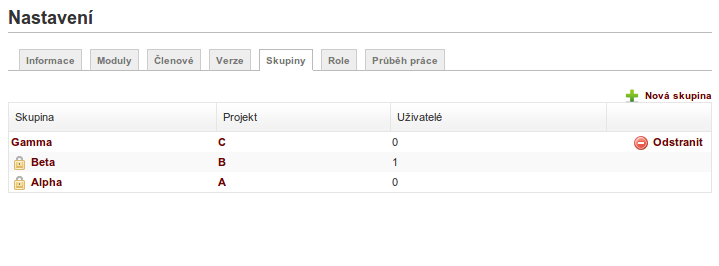 Nastavení
Informace Moduly Členové Verze Skupiny Role Průběh práce
Nová skupina
Skupina Projekt Uživatelé
Gamma C 0 Odstranit
Beta B 1
Alpha A 0